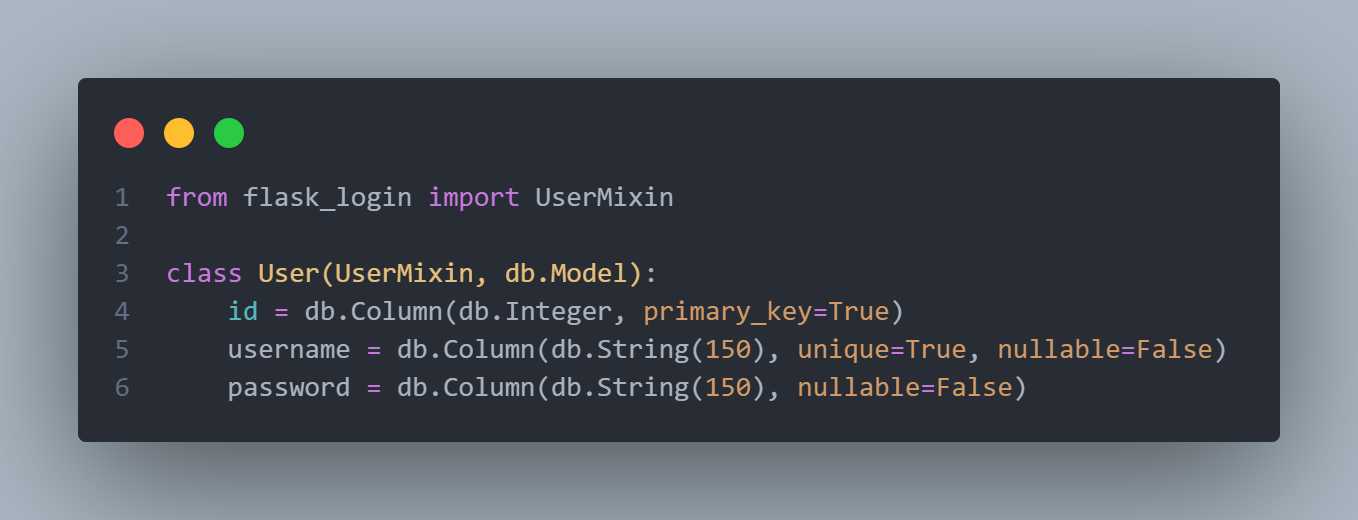 1 from flask_login import UserMixin
2
3 class User(UserMixin, db.Model):
4     id = db.Column(db.Integer, primary_key=True)
5     username = db.Column(db.String(150), unique=True, nullable=False)
6     password = db.Column(db.String(150), nullable=False)